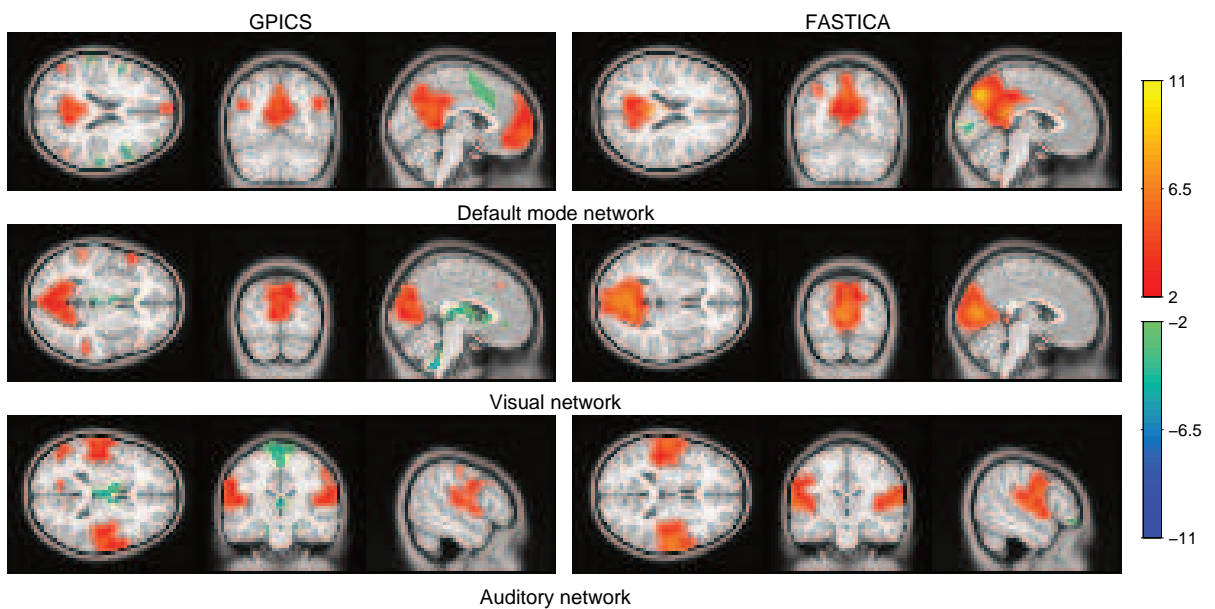 GPICS
FASTICA
Default mode network
Visual network
Auditory network
11
6.5
2
−2
−6.5
−11